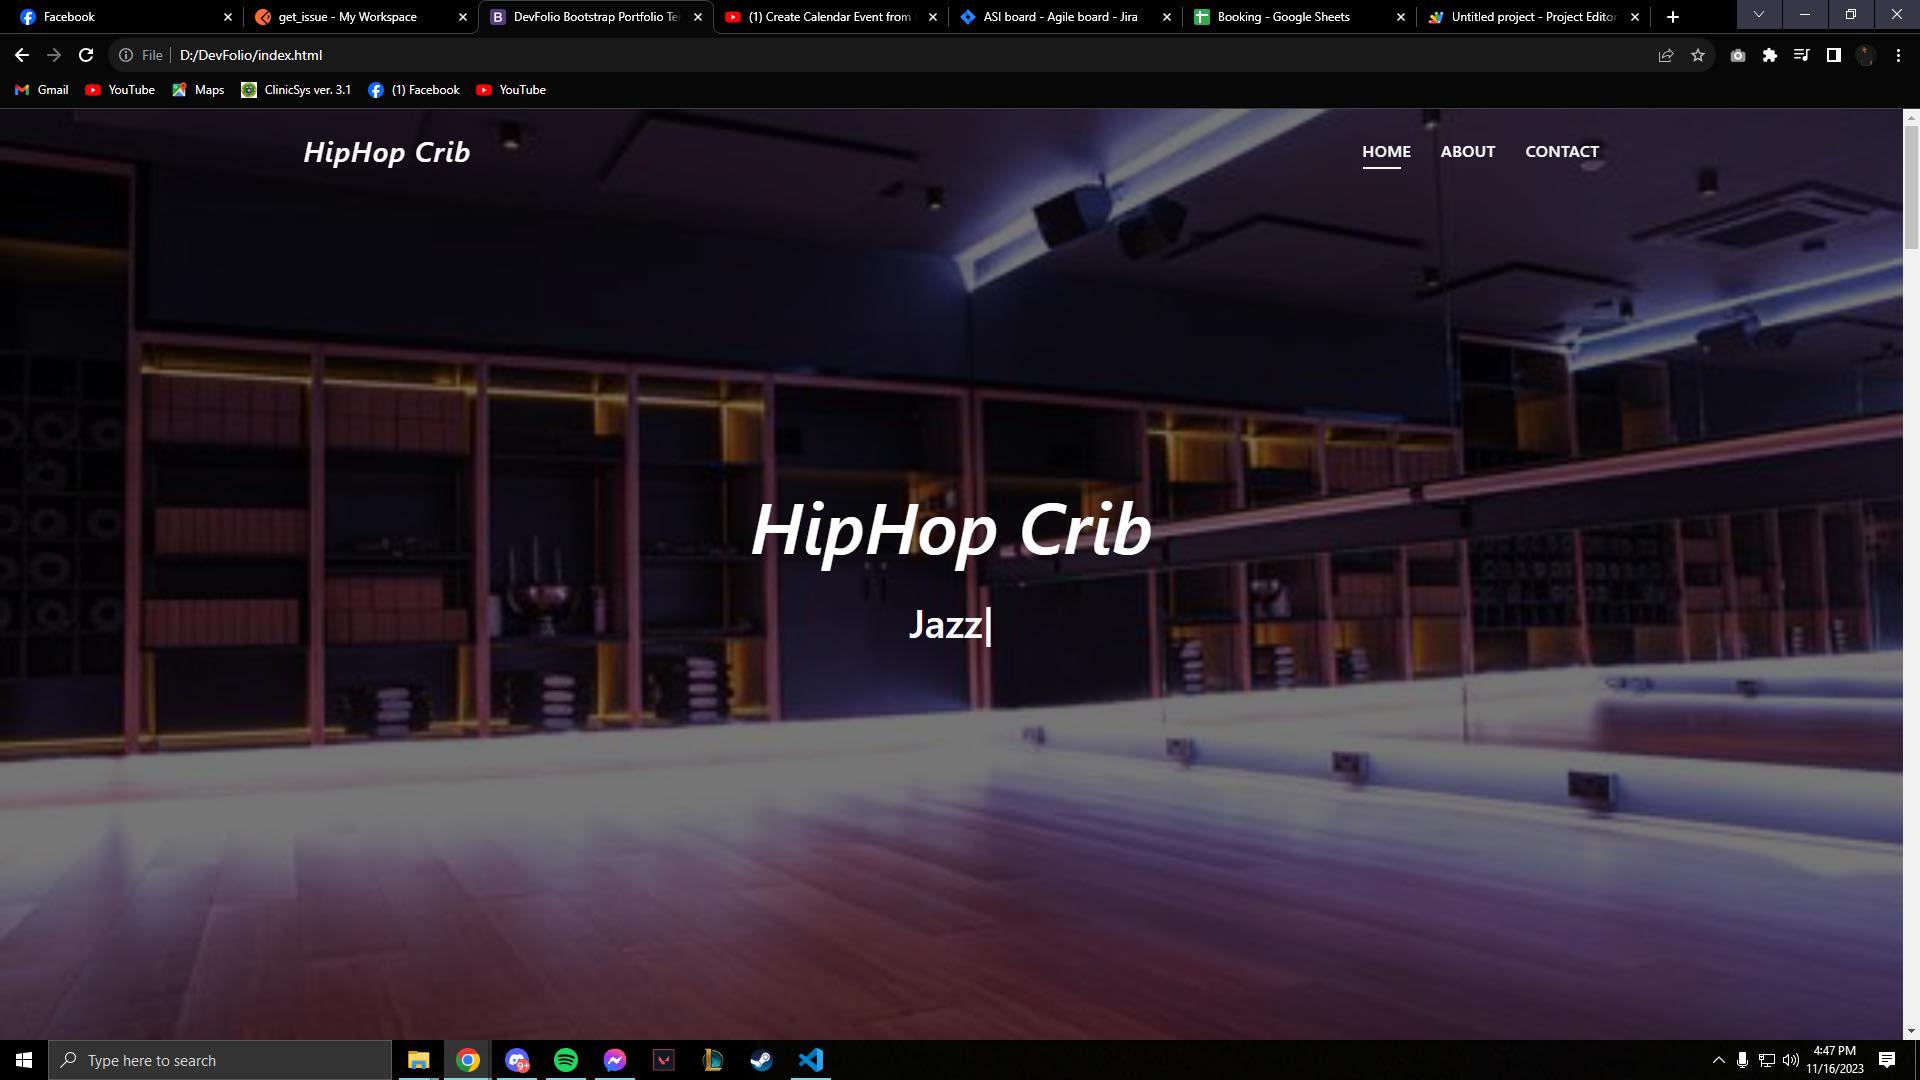 Facebook
get_issue - My Workspace
DevFolio Bootstrap Portfolio Te
(1) Create Calendar Event from
ASI board - Agile board - Jira
Booking - Google Sheets
Untitled project - Project Editor
File
D:/DevFolio/index.html
Gmail
YouTube
Maps
ClinicSys ver. 3.1
(1) Facebook
YouTube
HipHop Crib
HOME
ABOUT
CONTACT
HipHop Crib
Jazz|
Type here to search
9+
4:47 PM
11/16/2023